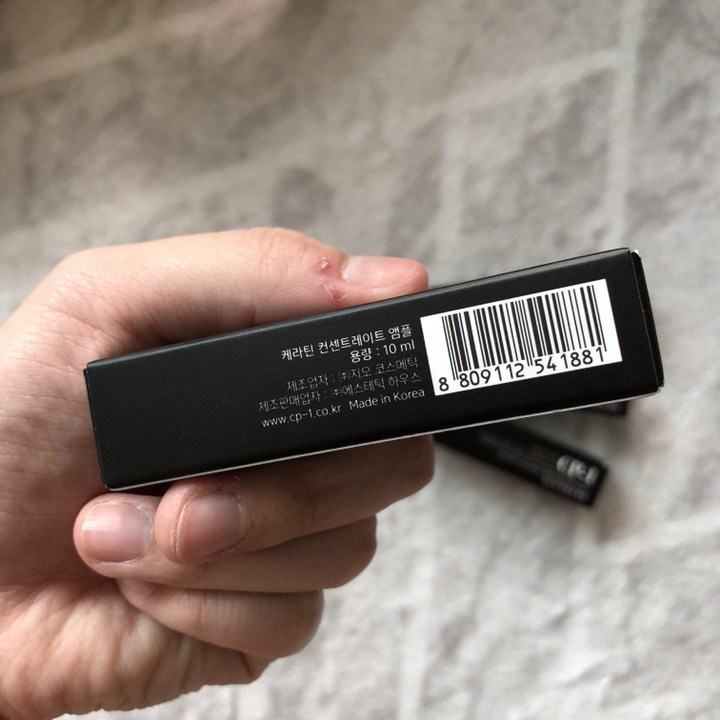 케라틴 컨센트레이트 앰플
용량 : 10 ml
제조업자 : ㈜지오 코스메틱
제조판매업자 : ㈜에스테틱 하우스
www.cp-1.co.kr Made in Korea
8 809112 541881